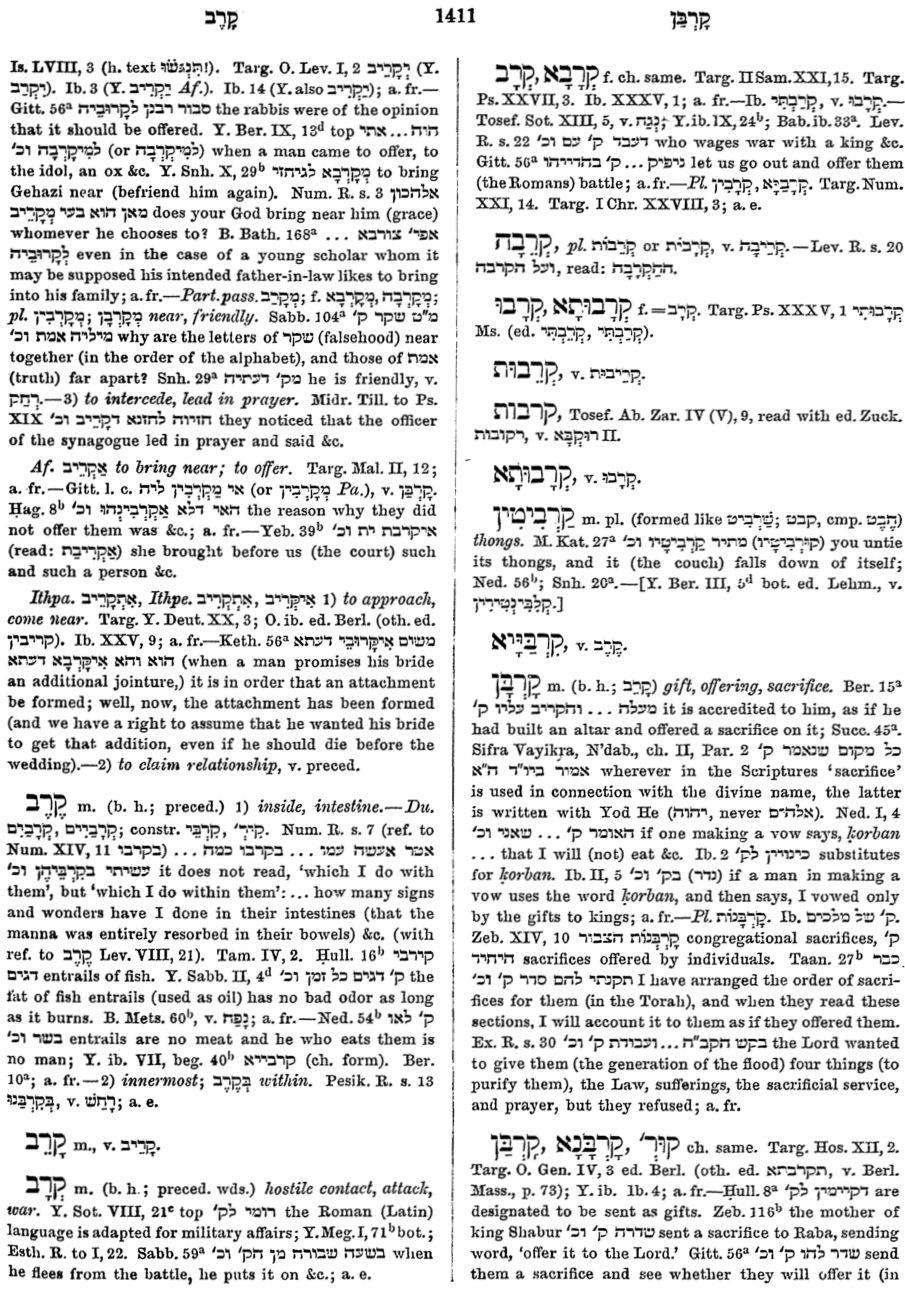 קָרֵב
1411
קָרְבַּן
Is. LVIII, 3 (h. text תִּנְגֹּשׂוּ!). Targ. O. Lev. I, 2 יְקָרֵיב (Y.
יְקָרֵב). Ib. 3 (Y. יַקְרֵיב Af.). Ib. 14 (Y. also יַקְרֵיב); a. fr.—
Gitt. 56ᵃ סבור רבנן לְקָרוּבֵיה the rabbis were of the opinion
that it should be offered. Y. Ber. IX, 13ᵈ top הוה...אתי
לְמִיקְרָבָה וכ׳ (or לְמִיקְרְבָה) when a man came to offer, to
the idol, an ox &c. Y. Snh. X, 29ᵇ מְקָרְבָא לגיחזי to bring
Gehazi near (befriend him again). Num. R. s. 3 אלהכון
מאן הוא בעי מְקָרֵיב does your God bring near him (grace)
whomever he chooses to? B. Bath. 168ᵃ ... אפי׳ צורבא
לְקָרוּבֵיה even in the case of a young scholar whom it
may be supposed his intended father-in-law likes to bring
into his family; a. fr.—Part. pass. מְקָרַב; f. מְקָרְבָא, מְקָרְבָה;
pl. מְקָרְבִין; מְקָרְבָן near, friendly. Sabb. 104ᵃ מ״ט שקר ק׳
מיליה אמת וכ׳ why are the letters of שקר (falsehood) near
together (in the order of the alphabet), and those of אמת
(truth) far apart? Snh. 29ᵃ מק׳ דעתיה he is friendly, v.
רְחַק.—3) to intercede, lead in prayer. Midr. Till. to Ps.
XIX חזיוה לחזנא דקָרֵיב וכ׳ they noticed that the officer
of the synagogue led in prayer and said &c.
Af. אַקְרֵיב to bring near; to offer. Targ. Mal. II, 12;
a. fr.—Gitt. l. c. אי מַקְרְבִין ליה (or מְקָרְבִין Pa.), v. קָרְבַּן.
Ḥag. 8ᵇ האי דלא אַקְרְבִינְהוּ וכ׳ the reason why they did
not offer them was &c.; a. fr.—Yeb. 39ᵇ איקרבת ית וכ׳
(read: אַקְרִיבַת) she brought before us (the court) such
and such a person &c.
Ithpa. אִתְקָרֵיב, Ithpe. אִתְקְרֵיב, אִיקְּרִיב 1) to approach,
come near. Targ. Y. Deut. XX, 3; O. ib. ed. Berl. (oth. ed.
קריבין). Ib. XXV, 9; a. fr.—Keth. 56ᵃ משום אִיקָּרוּבֵי דעתא
הוא והא אִיקָּרְבָא דעתא (when a man promises his bride
an additional jointure,) it is in order that an attachment
be formed; well, now, the attachment has been formed
(and we have a right to assume that he wanted his bride
to get that addition, even if he should die before the
wedding).—2) to claim relationship, v. preced.
קֶרֶב m. (b. h.; preced.) 1) inside, intestine.—Du.
קְרָבַיִם, קְרָבַיִים; constr. קִרְבֵי, קִיר׳. Num. R. s. 7 (ref. to
Num. XIV, 11 בקרבי) אשר אעשה עמו ... בקרבו כמה ...
עשיתי בְקִרְבֵיהֶן וכ׳ it does not read, ‘which I do with
them’, but ‘which I do within them’: ... how many signs
and wonders have I done in their intestines (that the
manna was entirely resorbed in their bowels) &c. (with
ref. to קֶרֶב Lev. VIII, 21). Tam. IV, 2. Ḥull. 16ᵇ קירבי
דגים entrails of fish. Y. Sabb. II, 4ᵈ ק׳ דגים כל זמן וכ׳ the
fat of fish entrails (used as oil) has no bad odor as long
as it burns. B. Mets. 60ᵇ, v. נָפַח; a. fr.—Ned. 54ᵇ ק׳ לאו
בשר וכ׳ entrails are no meat and he who eats them is
no man; Y. ib. VII, beg. 40ᵇ קרבייא (ch. form). Ber.
10ᵃ; a. fr.—2) innermost; בְּקֶרֶב within. Pesik. R. s. 13
בְּקִרְבֵּנוּ, v. רָחַשׁ; a. e.
קָרֵב m., v. קָרֵיב.
קְרָב m. (b. h.; preced. wds.) hostile contact, attack,
war. Y. Sot. VIII, 21ᶜ top רומי לק׳ the Roman (Latin)
language is adapted for military affairs; Y. Meg. I, 71ᵇ bot.;
Esth. R. to I, 22. Sabb. 59ᵃ בשעה שבורח מן הק׳ וכ׳ when
he flees from the battle, he puts it on &c.; a. e.
קְרָב, קְרָבָא f. ch. same. Targ. II Sam. XXI, 15. Targ.
Ps. XXVII, 3. Ib. XXXV, 1; a. fr.—Ib. קְרָבְתִּי, v. קְרָבוּ.—
Tosef. Sot. XIII, 5, v. נְגַח; Y. ib. IX, 24ᵇ; Bab. ib. 33ᵃ. Lev.
R. s. 22 דעבד ק׳ עם וכ׳ who wages war with a king &c.
Gitt. 56ᵃ ניפיק ... ק׳ בהדייהו let us go out and offer them
(the Romans) battle; a. fr.—Pl. קְרָבַיָּא, קְרָבִין. Targ. Num.
XXI, 14. Targ. I Chr. XXVIII, 3; a. e.
קְרֵבָה, pl. קְרֵבוֹת or קְרֵבִית, v. קְרֵיבָה.—Lev. R. s. 20
ועל הקרבה, read: הַהַקְרָבָה.
קְרָבוּ, קְרָבוּתָא f.=קְרָב. Targ. Ps. XXXV, 1 קְרָבוּתִי
Ms. (ed. קְרַבְתִּי, קְרֵבְתִּי).
קְרֵבוּת, v. קְרֵיבוּת.
קרבות, Tosef. Ab. Zar. IV (V), 9, read with ed. Zuck.
רקובות, v. רוּקְבָּא II.
קְרָבוּתָא, v. קְרָבוּ.
קַרְבִּיטִין m. pl. (formed like שַׁרְבִיט; קבט, cmp. חָבַט)
thongs. M. Kat. 27ᵃ מתיר קַרְבִיטָיו וכ׳ (קוּרְבִיטָיו) you untie
its thongs, and it (the couch) falls down of itself;
Ned. 56ᵇ; Snh. 20ᵃ.—[Y. Ber. III, 5ᵈ bot. ed. Lehm., v.
קְלַבִּינְטֵירִין.]
קִרְבַּיָּיא, v. קֶרֶב.
קָרְבָּן m. (b. h.; קָרַב) gift, offering, sacrifice. Ber. 15ᵃ
מעלה ... והקריב עליו ק׳ it is accredited to him, as if he
had built an altar and offered a sacrifice on it; Succ. 45ᵃ.
Sifra Vayikra, N’dab., ch. II, Par. 2 כל מקום שנאמר ק׳
אמור ביו״ד ה״א wherever in the Scriptures ‘sacrifice’
is used in connection with the divine name, the latter
is written with Yod He (יהוה, never אלהים). Ned. I, 4
האומר ק׳ ... שאני וכ׳ if one making a vow says, ḳorban
... that I will (not) eat &c. Ib. 2 כינויין לק׳ substitutes
for ḳorban. Ib. II, 5 (נדר) בק׳ וכ׳ if a man in making a
vow uses the word ḳorban, and then says, I vowed only
by the gifts to kings; a. fr.—Pl. קָרְבָּנוֹת. Ib. ק׳ של מלכים.
Zeb. XIV, 10 קָרְבְּנוֹת הצבור congregational sacrifices, ק׳
היחיד sacrifices offered by individuals. Taan. 27ᵇ כבר
תקנתי להם סדר ק׳ וכ׳ I have arranged the order of sacri-
fices for them (in the Torah), and when they read these
sections, I will account it to them as if they offered them.
Ex. R. s. 30 בקש הקב״ה...ועבודת ק׳ וכ׳ the Lord wanted
to give them (the generation of the flood) four things (to
purify them), the Law, sufferings, the sacrificial service,
and prayer, but they refused; a. fr.
קָרְבַּן, קָרְבָּנָא, קוּר׳ ch. same. Targ. Hos. XII, 2.
Targ. O. Gen. IV, 3 ed. Berl. (oth. ed. תקרבתא, v. Berl.
Mass., p. 73); Y. ib. Ib. 4; a. fr.—Ḥull. 8ᵃ דקיימין לק׳ are
designated to be sent as gifts. Zeb. 116ᵇ the mother of
king Shabur שדרה ק׳ וכ׳ sent a sacrifice to Raba, sending
word, ‘offer it to the Lord.’ Gitt. 56ᵃ שדר להו ק׳ וכ׳ send
them a sacrifice and see whether they will offer it (in